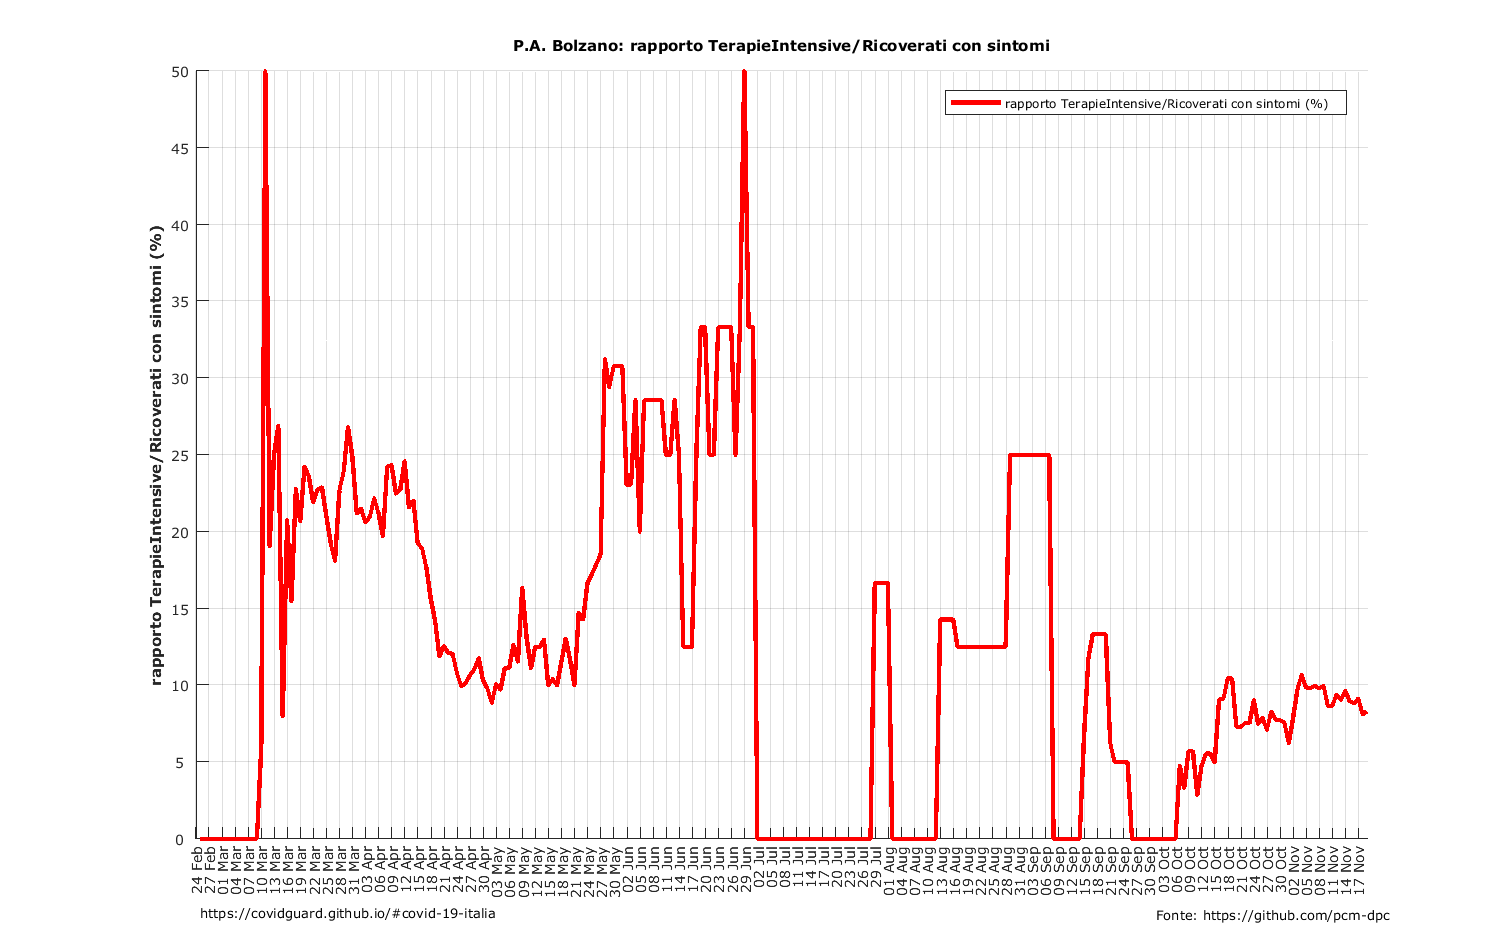 P.A. Bolzano: rapporto TerapieIntensive/Ricoverati con sintomi
rapporto TerapieIntensive/Ricoverati con sintomi (%)
rapporto TerapieIntensive/Ricoverati con sintomi (%)
50
45
40
35
30
25
20
15
10
5
0
24 Feb
27 Feb
01 Mar
04 Mar
07 Mar
10 Mar
13 Mar
16 Mar
19 Mar
22 Mar
25 Mar
28 Mar
31 Mar
03 Apr
06 Apr
09 Apr
12 Apr
15 Apr
18 Apr
21 Apr
24 Apr
27 Apr
30 Apr
03 May
06 May
09 May
12 May
15 May
18 May
21 May
24 May
27 May
30 May
02 Jun
05 Jun
08 Jun
11 Jun
14 Jun
17 Jun
20 Jun
23 Jun
26 Jun
29 Jun
02 Jul
05 Jul
08 Jul
11 Jul
14 Jul
17 Jul
20 Jul
23 Jul
26 Jul
29 Jul
01 Aug
04 Aug
07 Aug
10 Aug
13 Aug
16 Aug
19 Aug
22 Aug
25 Aug
28 Aug
31 Aug
03 Sep
06 Sep
09 Sep
12 Sep
15 Sep
18 Sep
21 Sep
24 Sep
27 Sep
30 Sep
03 Oct
06 Oct
09 Oct
12 Oct
15 Oct
18 Oct
21 Oct
24 Oct
27 Oct
30 Oct
02 Nov
05 Nov
08 Nov
11 Nov
14 Nov
17 Nov
https://covidguard.github.io/#covid-19-italia
Fonte: https://github.com/pcm-dpc